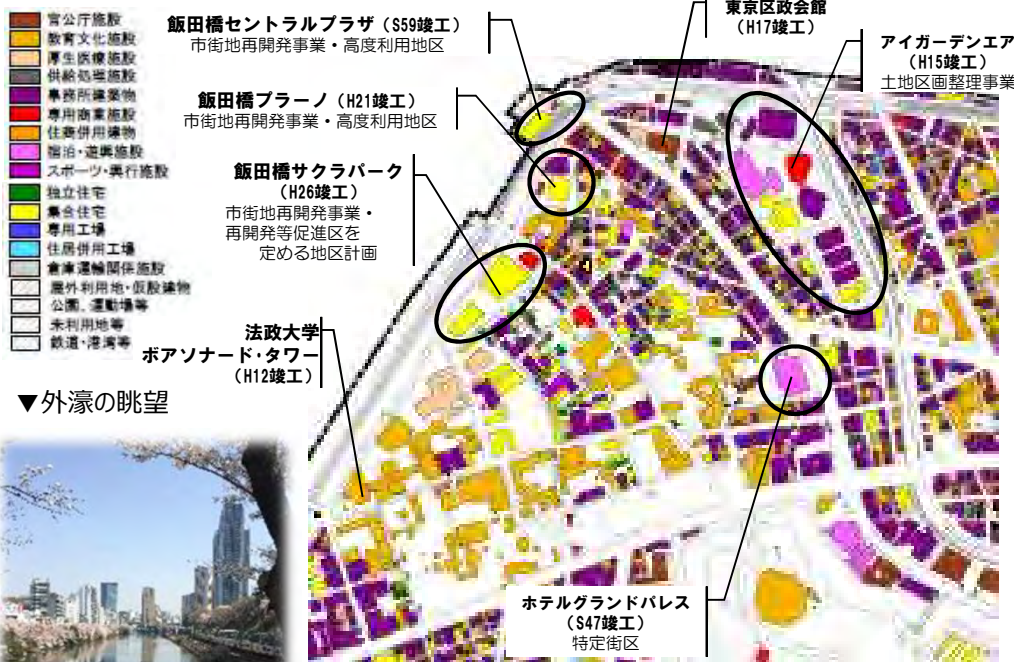 官公庁施設
教育文化施設
厚生医療施設
供給処理施設
事務所建築物
専用商業施設
住商併用建物
宿泊・遊興施設
スポーツ・興行施設
独立住宅
集合住宅
専用工場
住居併用工場
倉庫運輸関係施設
屋外利用地・仮設建物
公園、運動場等
未利用地等
鉄道・港湾等
飯田橋セントラルプラザ（S59竣工）
市街地再開発事業・高度利用地区
飯田橋プラーノ（H21竣工）
市街地再開発事業・高度利用地区
飯田橋サクラパーク
（H26竣工）
市街地再開発事業・
再開発等促進区を
定める地区計画
法政大学
ボアソナード・タワー
（H12竣工）
東京区政会館
（H17竣工）
アイガーデンエア
（H15竣工）
土地区画整理事業
ホテルグランドパレス
（S47竣工）
特定街区
▼外濠の眺望